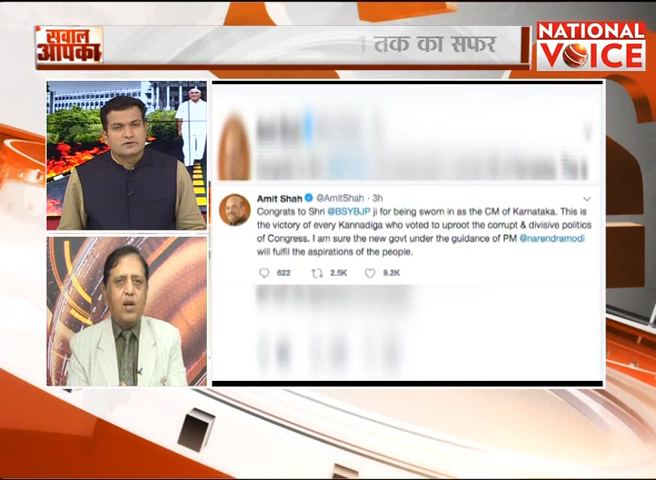 सवाल
आपका
1 तक का सफर
NATIONAL
VOICE
Amit Shah @AmitShah · 3h
Congrats to Shri @BSYBJP ji for being sworn in as the CM of Karnataka. This is
the victory of every Kannadiga who voted to uproot the corrupt & divisive politics
of Congress. I am sure the new govt under the guidance of PM @narendramodi
will fulfil the aspirations of the people.
622 2.5K 9.2K